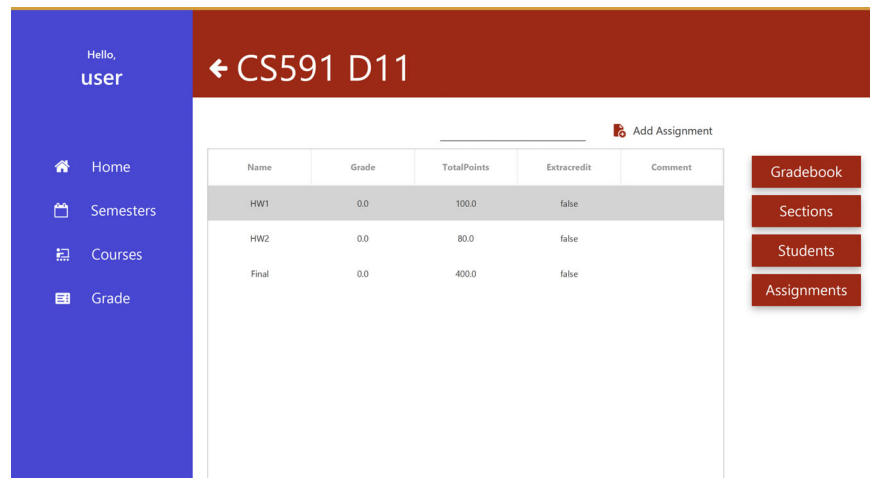 Hello,
user
CS591 D11
Add Assignment
Home
Semesters
Courses
Grade
Name Grade TotalPoints Extracredit Comment
HW1 0.0 100.0 false
HW2 0.0 80.0 false
Final 0.0 400.0 false
Gradebook
Sections
Students
Assignments